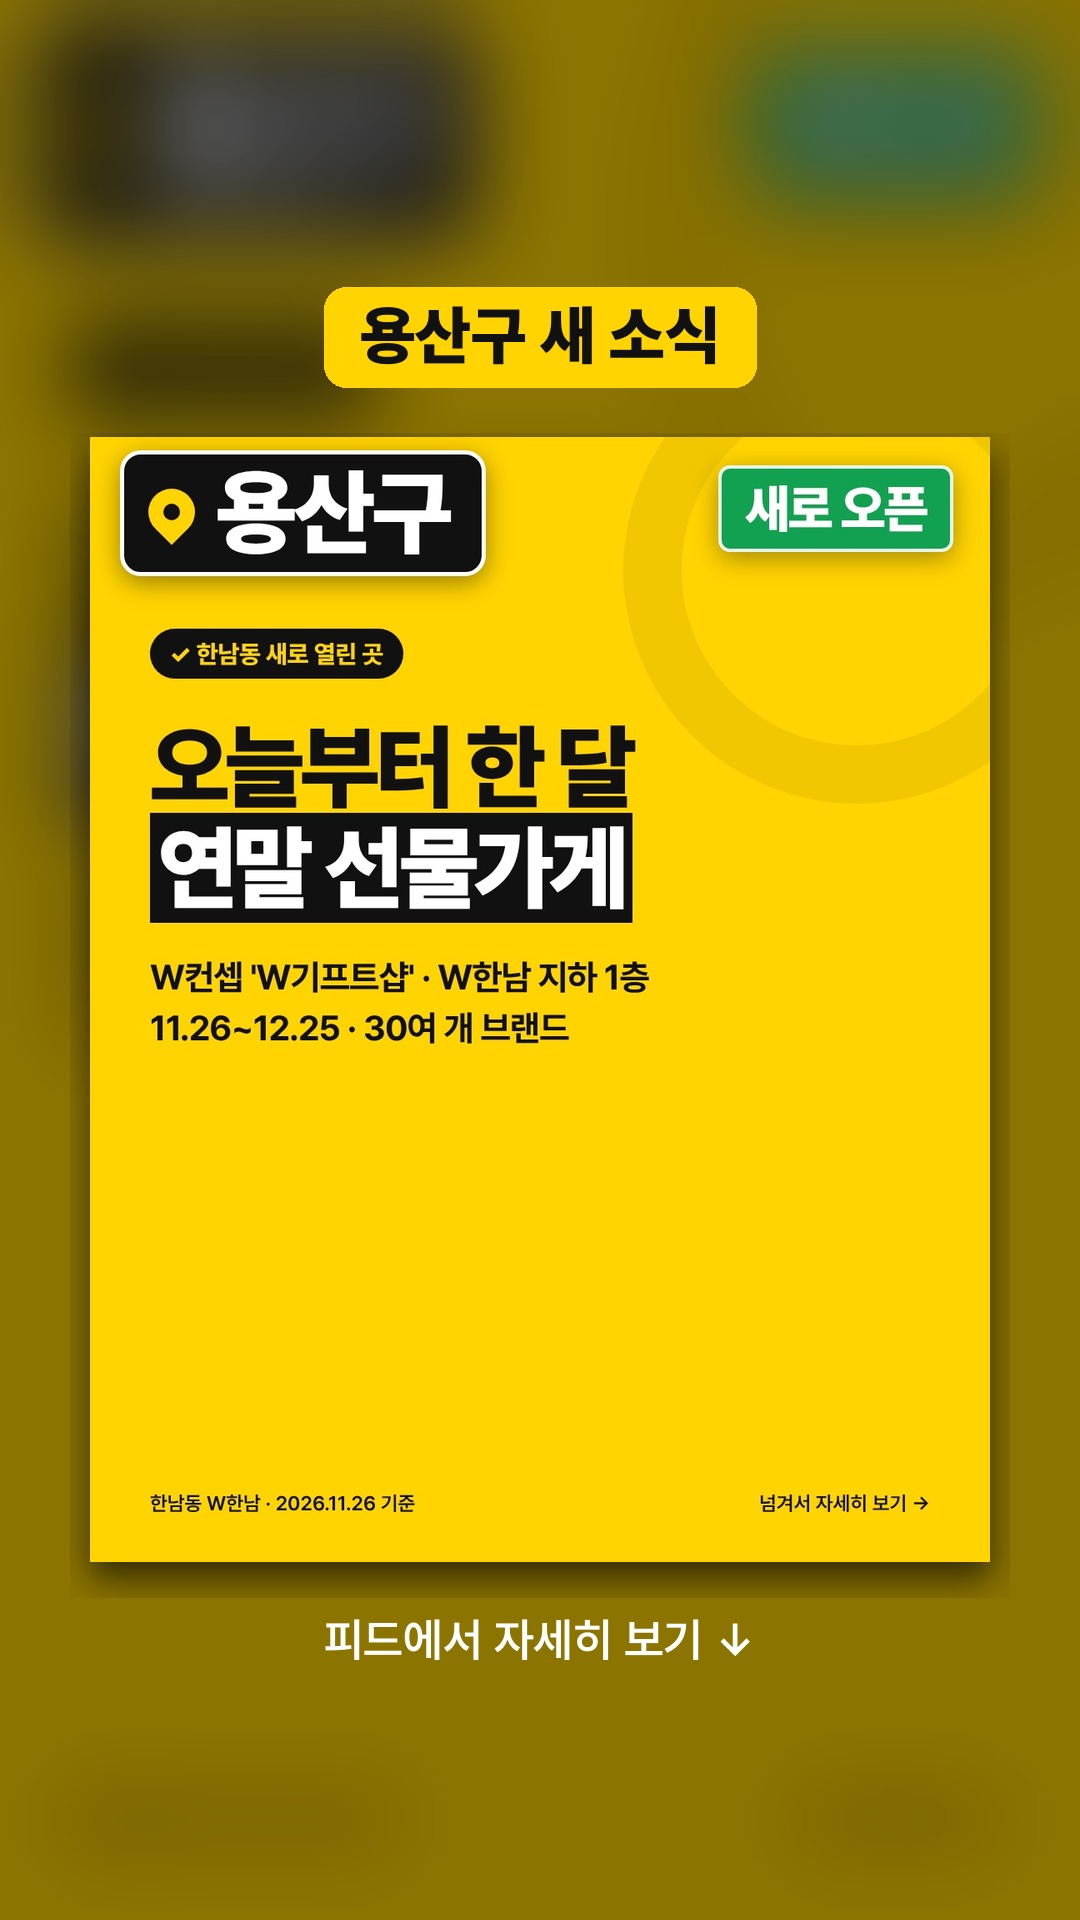 용산구 새 소식
용산구
새로 오픈
✓ 한남동 새로 열린 곳
오늘부터 한 달
연말 선물가게
W컨셉 'W기프트샵' · W한남 지하 1층
11.26~12.25 · 30여 개 브랜드
한남동 W한남 · 2026.11.26 기준
넘겨서 자세히 보기 →
피드에서 자세히 보기 ↓